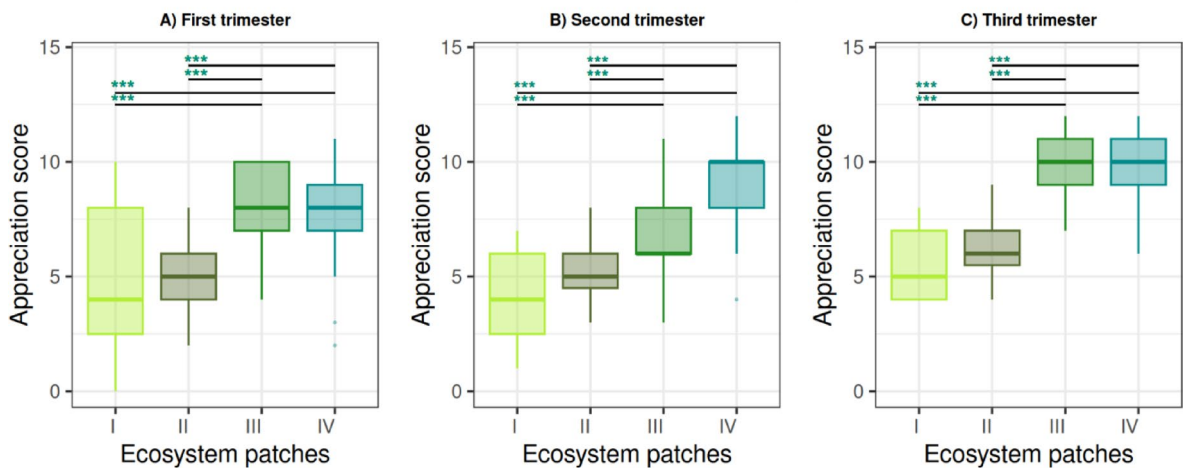 A) First trimester
15
10
5
0
Appreciation score
***
***
***
***
I II III IV
Ecosystem patches
B) Second trimester
15
10
5
0
Appreciation score
***
***
***
***
I II III IV
Ecosystem patches
C) Third trimester
15
10
5
0
Appreciation score
***
***
***
***
I II III IV
Ecosystem patches